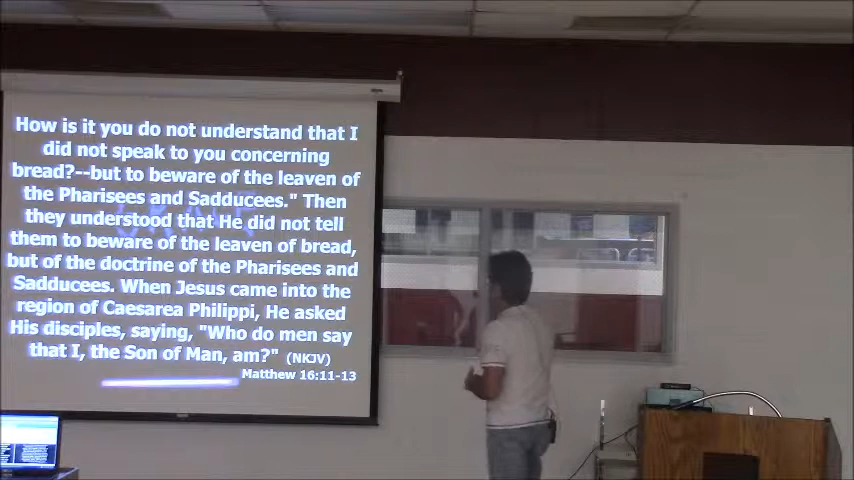 How is it you do not understand that I
did not speak to you concerning
bread?--but to beware of the leaven of
the Pharisees and Sadducees." Then
they understood that He did not tell
them to beware of the leaven of bread,
but of the doctrine of the Pharisees and
Sadducees. When Jesus came into the
region of Caesarea Philippi, He asked
His disciples, saying, "Who do men say
that I, the Son of Man, am?" (NKJV)
Matthew 16:11-13